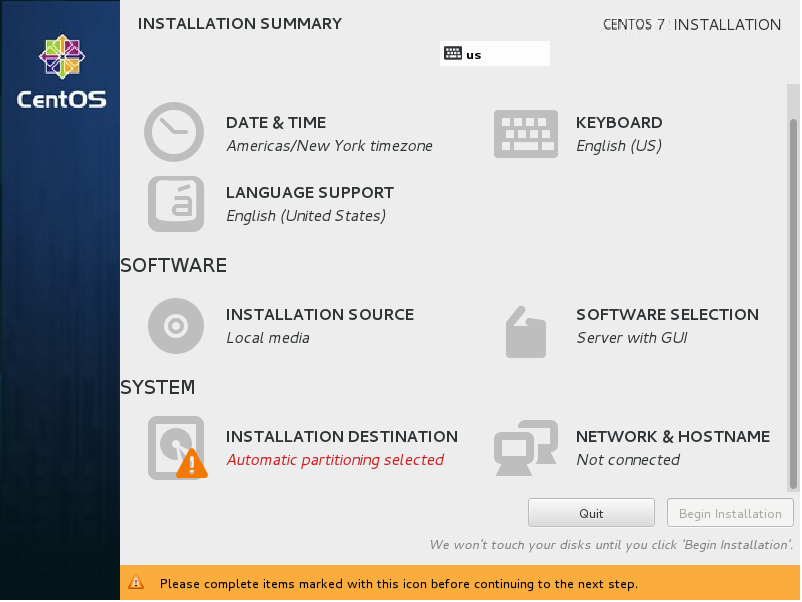 INSTALLATION SUMMARY
CENTOS 7 INSTALLATION
us
CentOS
DATE & TIME
Americas/New York timezone
KEYBOARD
English (US)
LANGUAGE SUPPORT
English (United States)
SOFTWARE
INSTALLATION SOURCE
Local media
SOFTWARE SELECTION
Server with GUI
SYSTEM
INSTALLATION DESTINATION
Automatic partitioning selected
NETWORK & HOSTNAME
Not connected
Quit
Begin Installation
We won't touch your disks until you click 'Begin Installation'.
Please complete items marked with this icon before continuing to the next step.